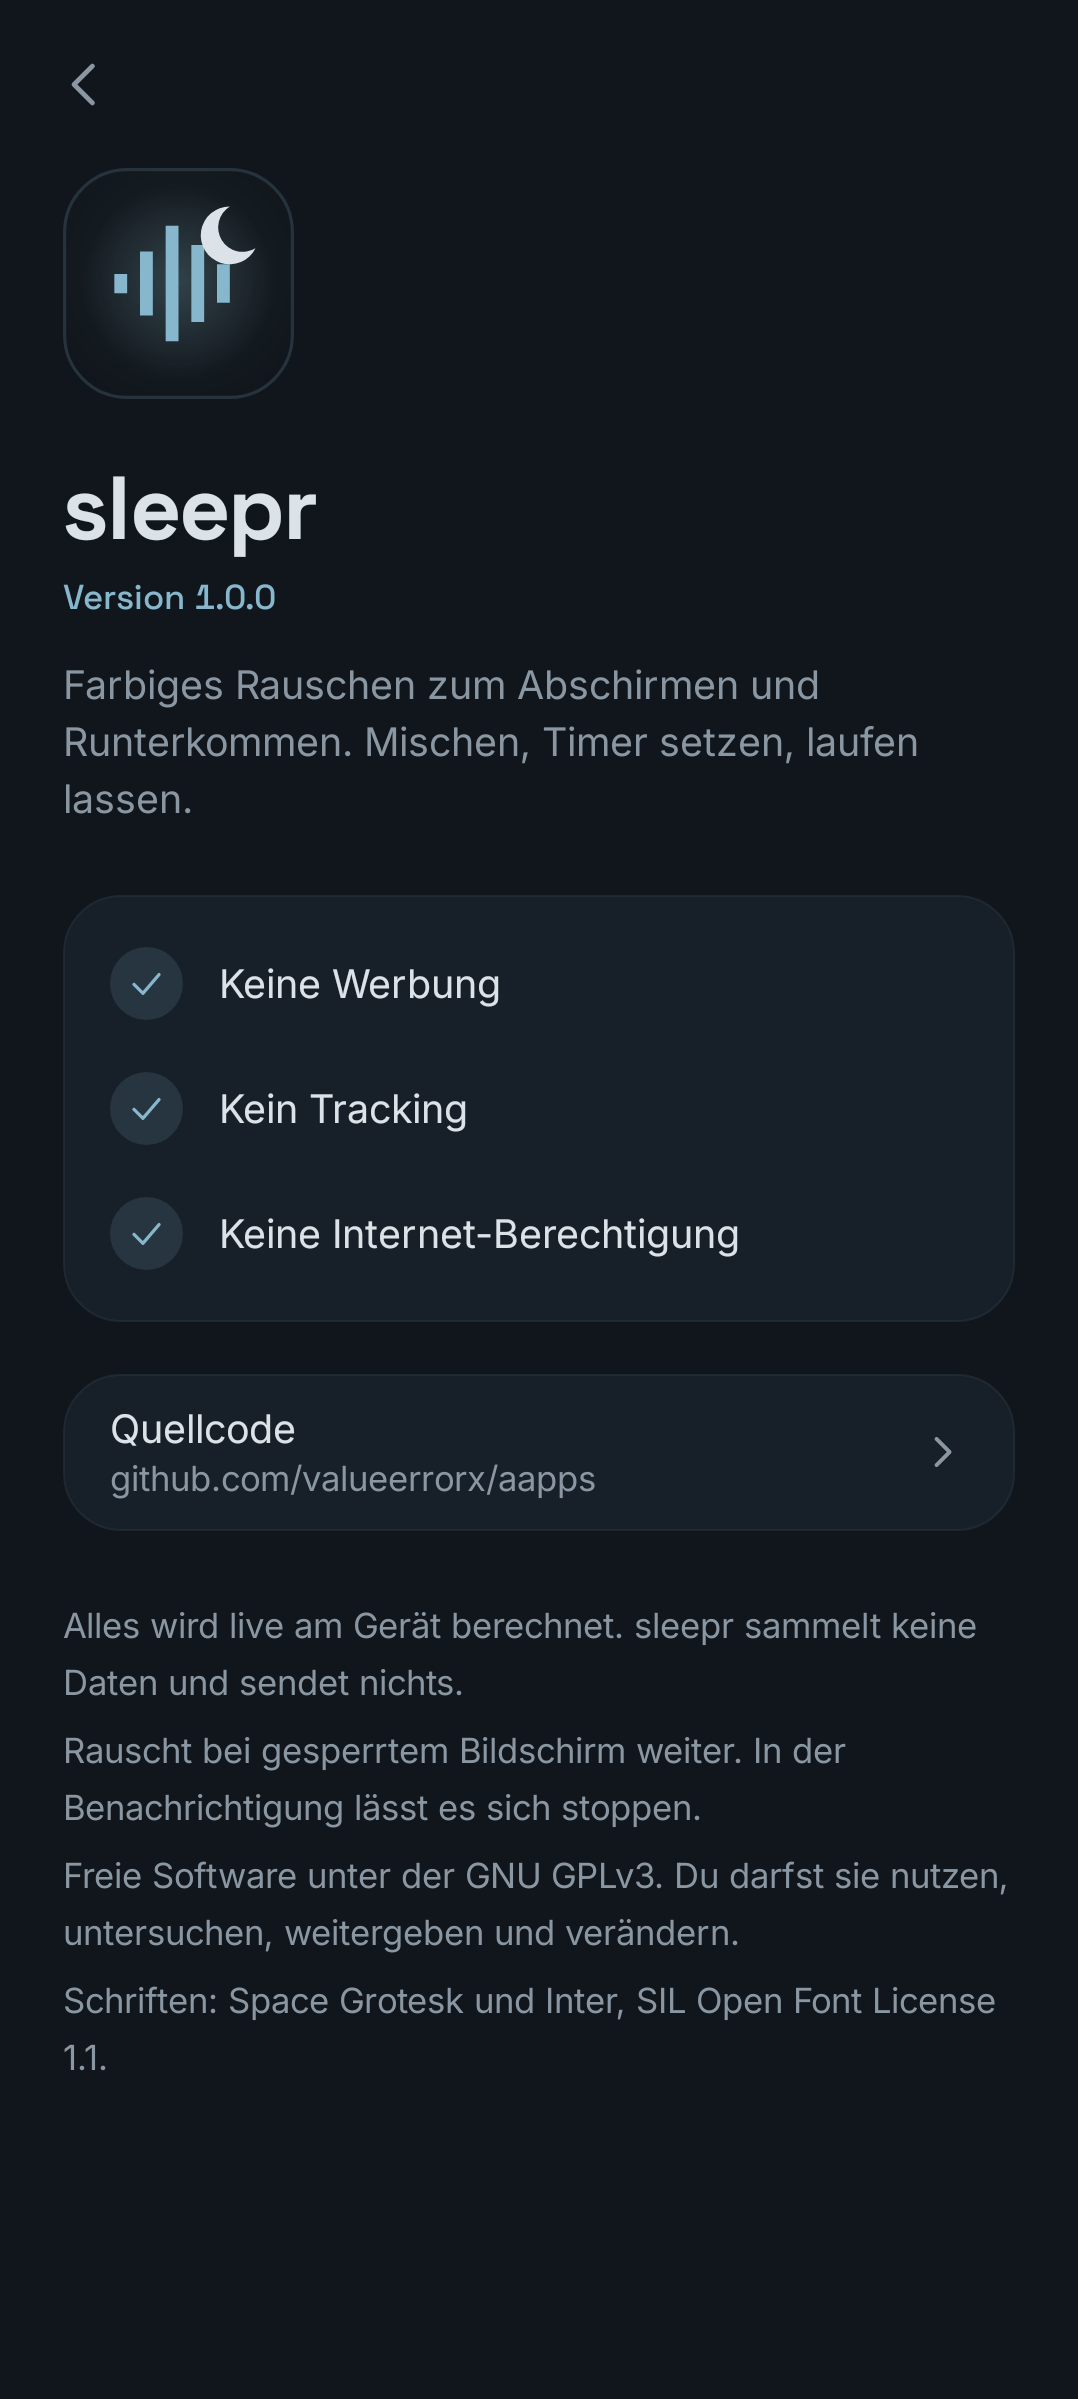 sleepr
Version 1.0.0
Farbiges Rauschen zum Abschirmen und
Runterkommen. Mischen, Timer setzen, laufen
lassen.
Keine Werbung
Kein Tracking
Keine Internet-Berechtigung
Quellcode
github.com/valueerrorx/aapps
Alles wird live am Gerät berechnet. sleepr sammelt keine
Daten und sendet nichts.
Rauscht bei gesperrtem Bildschirm weiter. In der
Benachrichtigung lässt es sich stoppen.
Freie Software unter der GNU GPLv3. Du darfst sie nutzen,
untersuchen, weitergeben und verändern.
Schriften: Space Grotesk und Inter, SIL Open Font License
1.1.